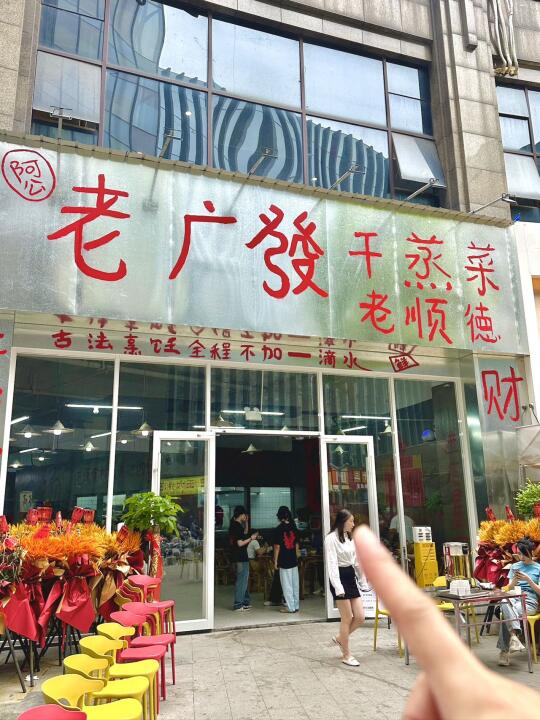 阿公
老广發
干蒸菜
老顺德
古法烹饪 全程不加一滴水
财